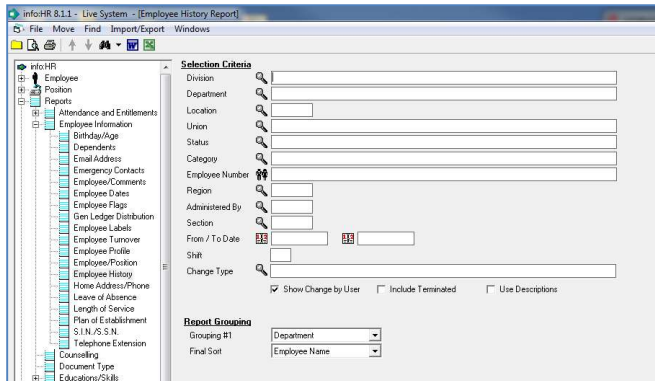 info:HR 8.1.1 - Live System - [Employee History Report]
File Move Find Import/Export Windows
info:HR
Employee
Position
Reports
Attendance and Entitlements
Employee Information
Birthday/Age
Dependents
Email Address
Emergency Contacts
Employee/Comments
Employee Dates
Employee Flags
Gen Ledger Distribution
Employee Labels
Employee Turnover
Employee Profile
Employee/Position
Employee History
Home Address/Phone
Leave of Absence
Length of Service
Plan of Establishment
S.I.N./S.S.N.
Telephone Extension
Counselling
Document Type
Educations/Skills
Selection Criteria
Division
Department
Location
Union
Status
Category
Employee Number
Region
Administered By
Section
From / To Date
Shift
Change Type
Show Change by User Include Terminated Use Descriptions
Report Grouping
Grouping #1 Department
Final Sort Employee Name